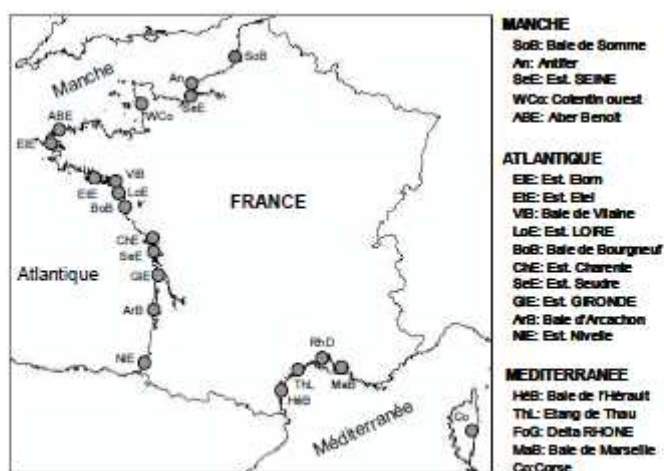 SoB
An
Manche
SeE
WCo
ABE
ElE
ViB
EtE
LoE
BoB
FRANCE
ChE
SeE
Atlantique
GiE
ArB
RhD
NiE
ThL
MaB
HéB
Méditerranée
Co
MANCHE
SoB: Baie de Somme
An: Antifer
SeE: Est. SEINE
WCo: Cotentin ouest
ABE: Aber Benoît
ATLANTIQUE
ElE: Est. Elorn
EtE: Est. Etel
ViB: Baie de Vilaine
LoE: Est. LOIRE
BoB: Baie de Bourgneuf
ChE: Est. Charente
SeE: Est. Seudre
GiE: Est. GIRONDE
ArB: Baie d'Arcachon
NiE: Est. Nivelle
MEDITERRANEE
HéB: Baie de l'Hérault
ThL: Etang de Thau
FoG: Delta RHONE
MaB: Baie de Marseille
Co:Corse